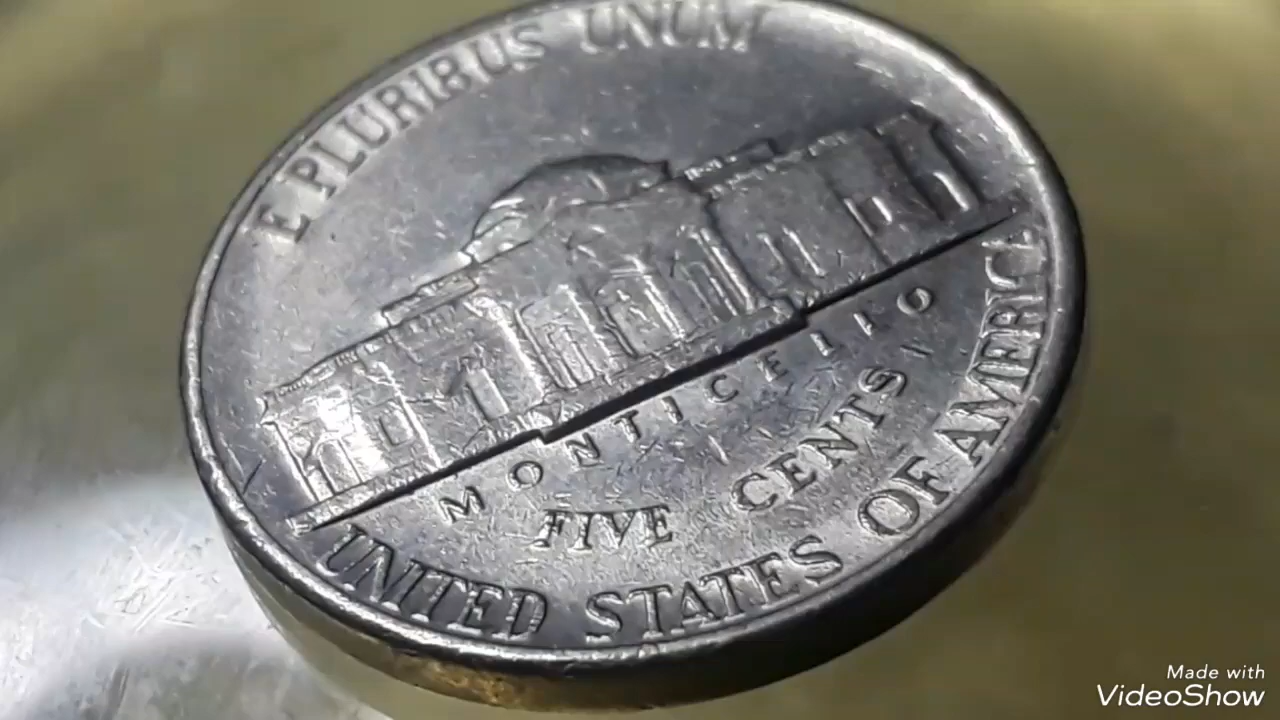 E PLURIBUS UNUM
MONTICELLO
FIVE CENTS
UNITED STATES OF AMERICA
Made with
VideoShow